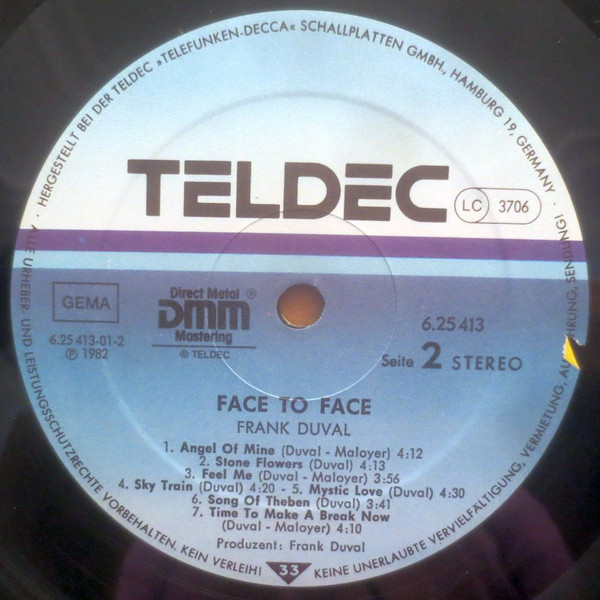 · HERGESTELLT BEI DER TELDEC »TELEFUNKEN-DECCA« SCHALLPLATTEN GMBH., HAMBURG 19, GERMANY ·
TELDEC
LC 3706
GEMA
6.25 413-01-2
Ⓟ 1982
Direct Metal ®
DMM
Mastering
® TELDEC
6.25 413
Seite 2 STEREO
FACE TO FACE
FRANK DUVAL
1. Angel Of Mine (Duval - Maloyer) 4:12
2. Stone Flowers (Duval) 4:13
3. Feel Me (Duval - Maloyer) 3:56
4. Sky Train (Duval) 4:20 - 5. Mystic Love (Duval) 4:30
6. Song Of Theben (Duval) 3:41
7. Time To Make A Break Now
(Duval - Maloyer) 4:10
Produzent: Frank Duval
ALLE URHEBER- UND LEISTUNGSSCHUTZRECHTE VORBEHALTEN. KEIN VERLEIH! 33 KEINE UNERLAUBTE VERVIELFÄLTIGUNG, VERMIETUNG, SENDUNG!